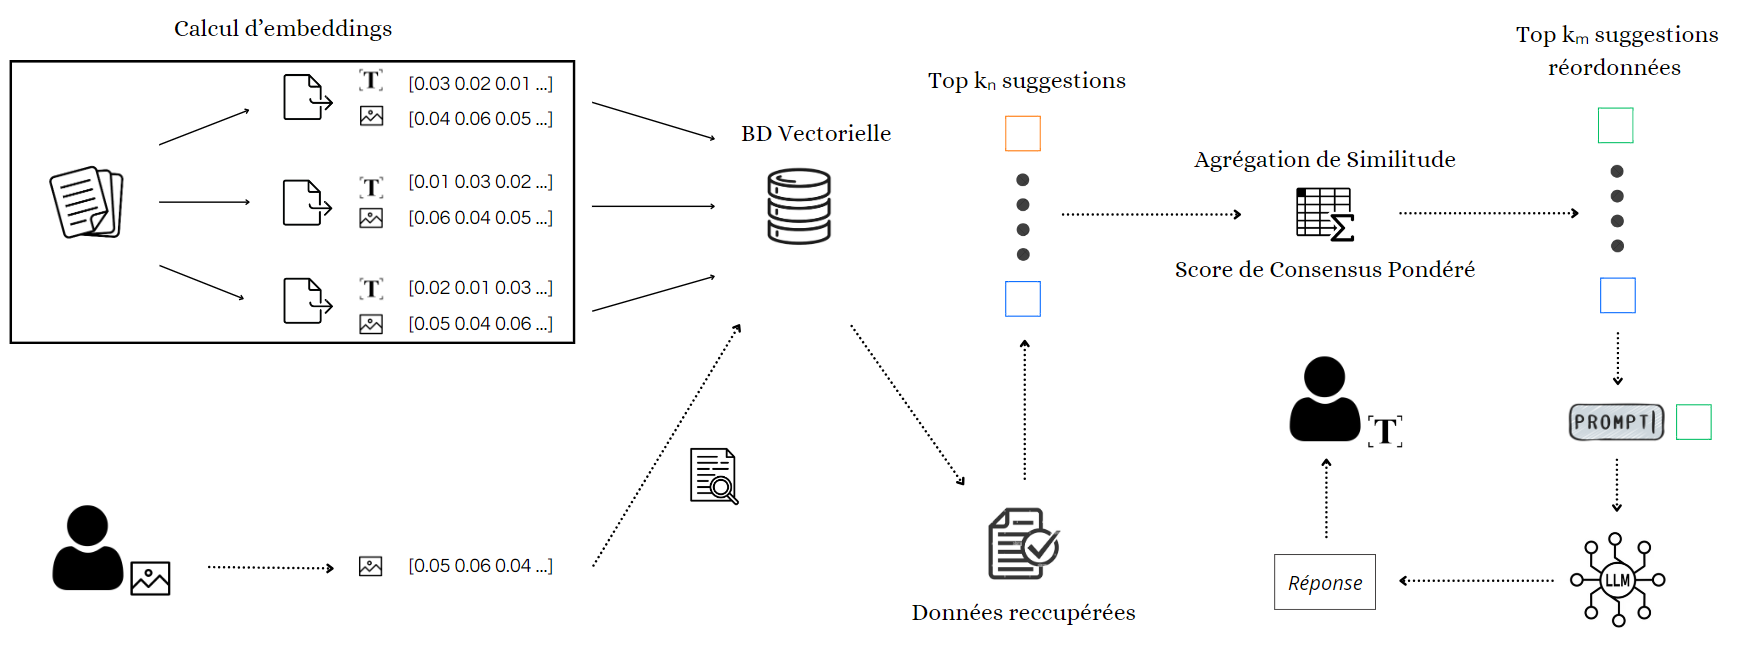 Calcul d’embeddings
T
[0.03 0.02 0.01 ...]
[0.04 0.06 0.05 ...]
T
[0.01 0.03 0.02 ...]
[0.06 0.04 0.05 ...]
T
[0.02 0.01 0.03 ...]
[0.05 0.04 0.06 ...]
[0.05 0.06 0.04 ...]
BD Vectorielle
Données reccupérées
Top kₙ suggestions
Agrégation de Similitude
Σ
Score de Consensus Pondéré
Top kₘ suggestions
réordonnées
PROMPT
LLM
Réponse
T